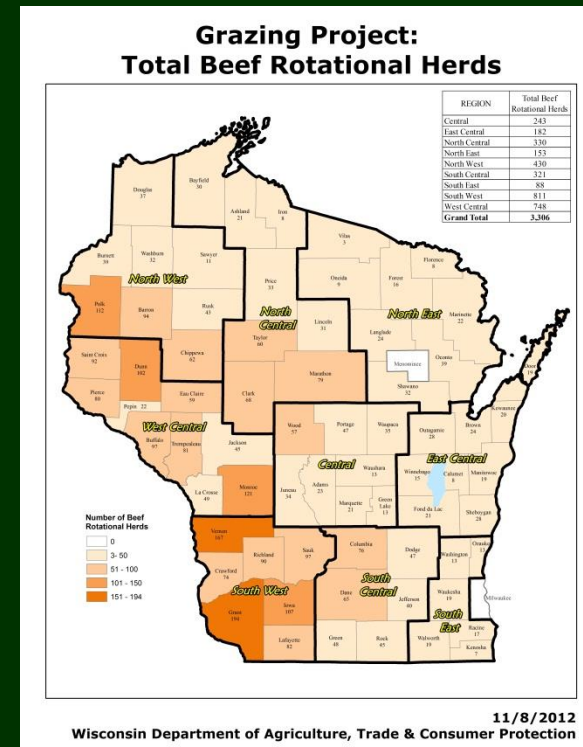 Grazing Project:
Total Beef Rotational Herds
REGION
Total Beef
Rotational Herds
Central 243
East Central 182
North Central 330
North East 153
North West 430
South Central 321
South East 88
South West 811
West Central 748
Grand Total 3,306
Douglas
37
Bayfield
30
Ashland
21
Iron
8
Vilas
3
Burnett
39
Washburn
32
Sawyer
11
Price
33
Oneida
9
Forest
16
Florence
8
Marinette
22
North West
North
Central
North East
Polk
112
Barron
94
Rusk
43
Lincoln
31
Langlade
24
Taylor
60
Chippewa
62
Menominee
Oconto
39
Saint Croix
92
Dunn
102
Marathon
79
Clark
68
Shawano
32
Door
19
Pierce
88
Pepin 22
Eau Claire
59
Kewaunee
20
West Central
Buffalo
97
Trempealeau
81
Jackson
45
Wood
57
Portage
47
Waupaca
35
Outagamie
28
Brown
24
Central
East Central
La Crosse
49
Monroe
121
Juneau
34
Adams
23
Waushara
13
Winnebago
15
Calumet
8
Manitowoc
19
Marquette
21
Green
Lake
13
Fond du Lac
21
Sheboygan
28
Number of Beef
Rotational Herds
0
3- 50
51 - 100
101 - 150
151 - 194
Vernon
187
Richland
90
Sauk
97
Crawford
74
Columbia
76
Dodge
47
Washington
13
Ozaukee
13
South West
South
Central
South
East
Grant
194
Iowa
107
Dane
65
Jefferson
40
Waukesha
19
Milwaukee
Lafayette
82
Green
48
Rock
45
Walworth
19
Racine
17
Kenosha
7
11/8/2012
Wisconsin Department of Agriculture, Trade & Consumer Protection